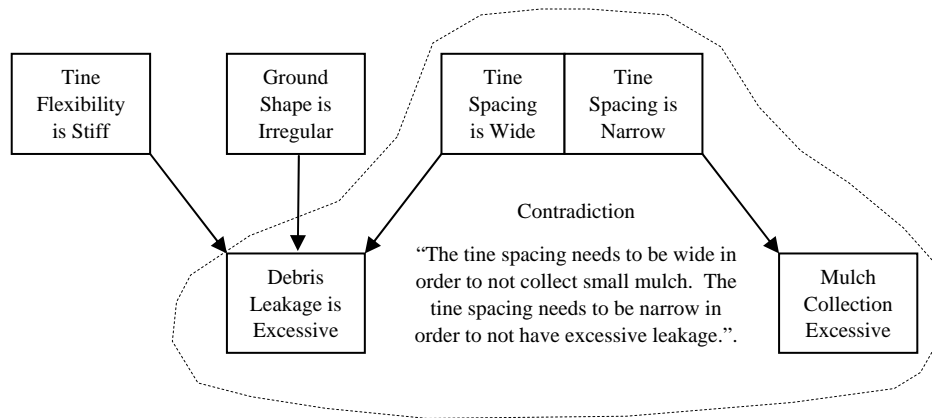 Tine
Flexibility
is Stiff
Ground
Shape is
Irregular
Tine
Spacing
is Wide
Tine
Spacing is
Narrow
Contradiction
“The tine spacing needs to be wide in
order to not collect small mulch.  The
tine spacing needs to be narrow in
order to not have excessive leakage.”.
Debris
Leakage is
Excessive
Mulch
Collection
Excessive